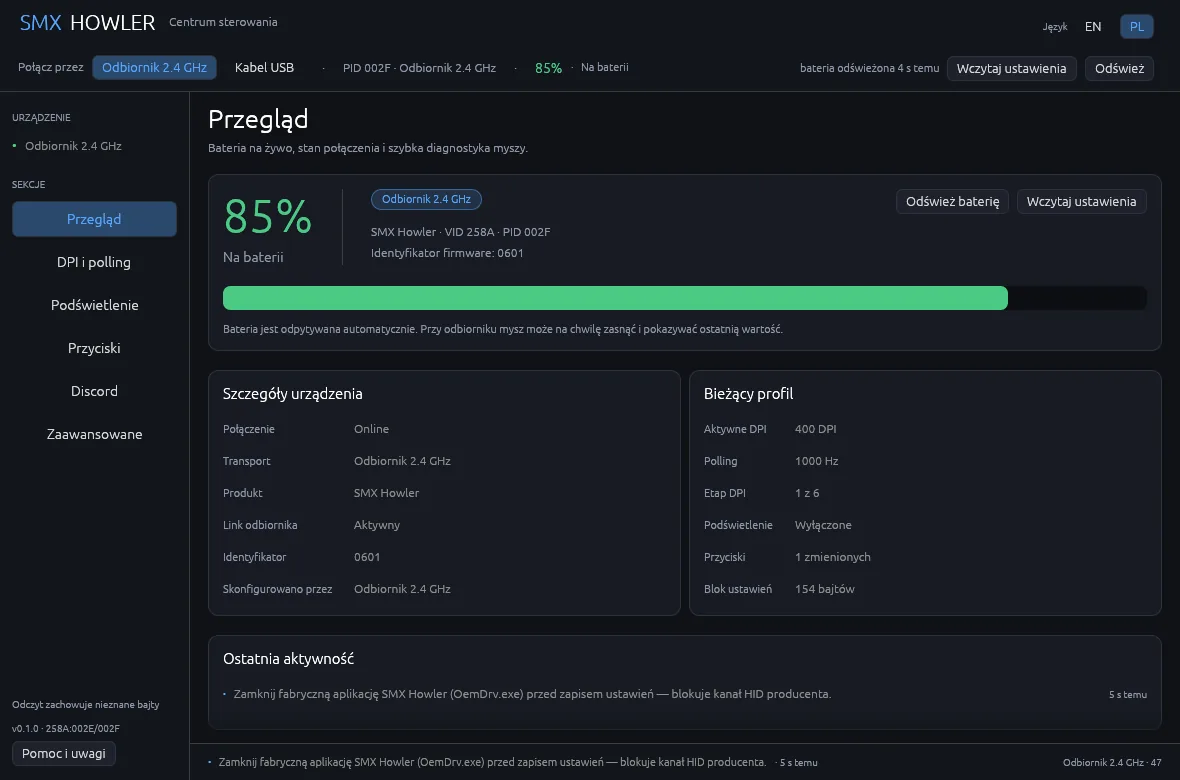 SMX HOWLER Centrum sterowania
Język EN PL
Połącz przez Odbiornik 2.4 GHz Kabel USB · PID 002F · Odbiornik 2.4 GHz · 85% · Na baterii
bateria odświeżona 4 s temu Wczytaj ustawienia Odśwież
URZĄDZENIE
• Odbiornik 2.4 GHz
SEKCJE
Przegląd
DPI i polling
Podświetlenie
Przyciski
Discord
Zaawansowane
Odczyt zachowuje nieznane bajty
v0.1.0 · 258A:002E/002F
Pomoc i uwagi
Przegląd
Bateria na żywo, stan połączenia i szybka diagnostyka myszy.
85%
Na baterii
Odbiornik 2.4 GHz
SMX Howler · VID 258A · PID 002F
Identyfikator firmware: 0601
Odśwież baterię Wczytaj ustawienia
Bateria jest odpytywana automatycznie. Przy odbiorniku mysz może na chwilę zasnąć i pokazywać ostatnią wartość.
Szczegóły urządzenia
Połączenie Online
Transport Odbiornik 2.4 GHz
Produkt SMX Howler
Link odbiornika Aktywny
Identyfikator 0601
Skonfigurowano przez Odbiornik 2.4 GHz
Bieżący profil
Aktywne DPI 400 DPI
Polling 1000 Hz
Etap DPI 1 z 6
Podświetlenie Wyłączone
Przyciski 1 zmienionych
Blok ustawień 154 bajtów
Ostatnia aktywność
• Zamknij fabryczną aplikację SMX Howler (OemDrv.exe) przed zapisem ustawień — blokuje kanał HID producenta. 5 s temu
• Zamknij fabryczną aplikację SMX Howler (OemDrv.exe) przed zapisem ustawień — blokuje kanał HID producenta. · 5 s temu
Odbiornik 2.4 GHz · 47